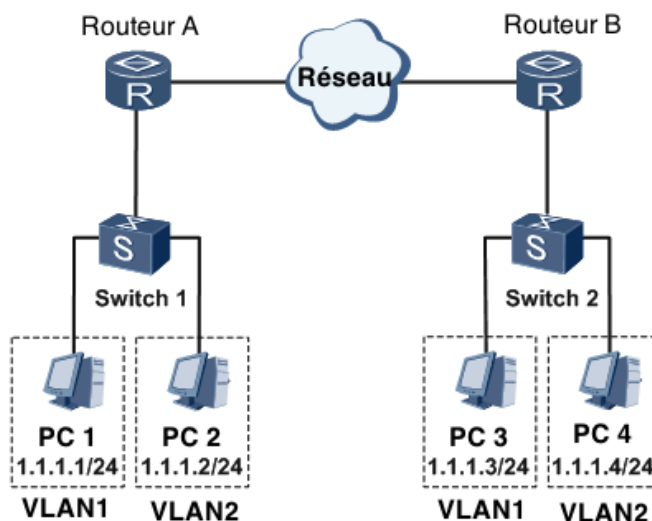 Routeur A
Routeur B
R
Réseau
R
S
S
Switch 1
Switch 2
PC 1
PC 2
PC 3
PC 4
1.1.1.1/24
1.1.1.2/24
1.1.1.3/24
1.1.1.4/24
VLAN1
VLAN2
VLAN1
VLAN2